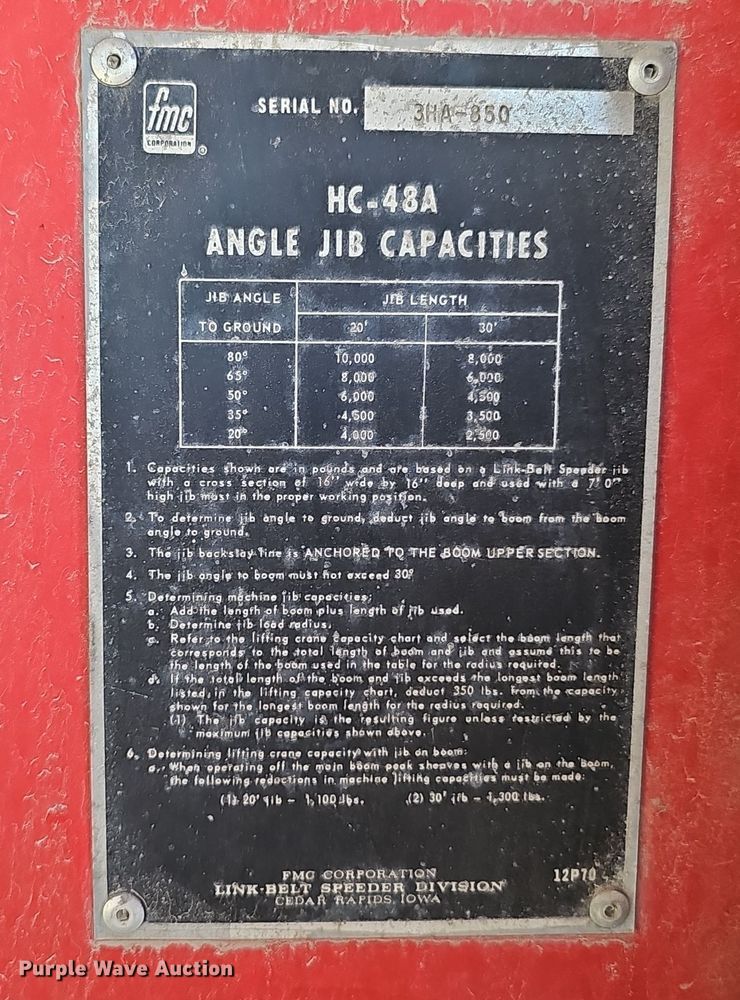 fmc
CORPORATION
SERIAL NO. 3HA-850
HC-48A
ANGLE JIB CAPACITIES
JIB ANGLE JIB LENGTH
TO GROUND 20' 30'
80° 10,000 8,000
65° 8,000 6,000
50° 6,000 4,500
35° 4,500 3,500
20° 4,000 2,500
1. Capacities shown are in pounds and are based on a Link-Belt Speeder jib
with a cross section of 16" wide by 16" deep and used with a 7' 0"
high jib mast in the proper working position.
2. To determine jib angle to ground, deduct jib angle to boom from the boom
angle to ground.
3. The jib backstay line is ANCHORED TO THE BOOM UPPER SECTION.
4. The jib angle to boom must not exceed 30°
5. Determining machine jib capacities:
a. Add the length of boom plus length of jib used.
b. Determine jib load radius.
c. Refer to the lifting crane capacity chart and select the boom length that
corresponds to the total length of boom and jib and assume this to be
the length of the boom used in the table for the radius required.
d. If the total length of the boom and jib exceeds the longest boom length
listed in the lifting capacity chart, deduct 350 lbs. from the capacity
shown for the longest boom length for the radius required.
(1) The jib capacity is the resulting figure unless restricted by the
maximum jib capacities shown above.
6. Determining lifting crane capacity with jib on boom:
a. When operating off the main boom peak sheaves with a jib on the boom,
the following reductions in machine lifting capacities must be made:
(1) 20' jib - 1,100 lbs. (2) 30' jib - 1,300 lbs.
FMC CORPORATION 12P70
LINK-BELT SPEEDER DIVISION
CEDAR RAPIDS, IOWA
Purple Wave Auction